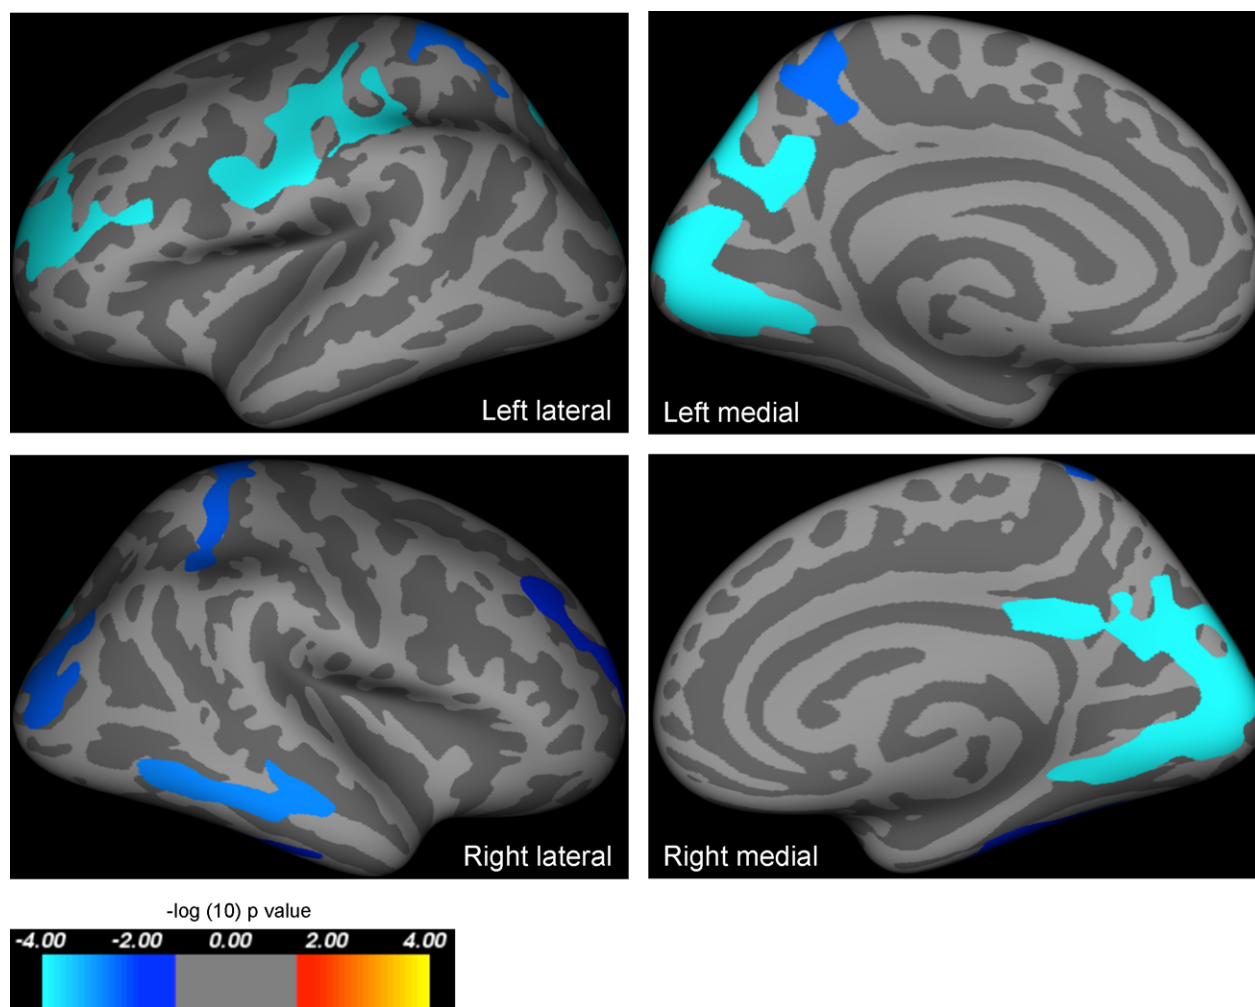 Left lateral
Left medial
Right lateral
Right medial
-log (10) p value
-4.00 -2.00 0.00 2.00 4.00